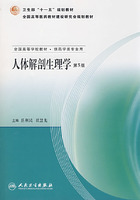 卫生部“十一五”规划教材
全国高等医药教材建设研究会规划教材
全国高等学校教材
供药学类专业用
人体解剖生理学
第5版
主编
人民卫生出版社